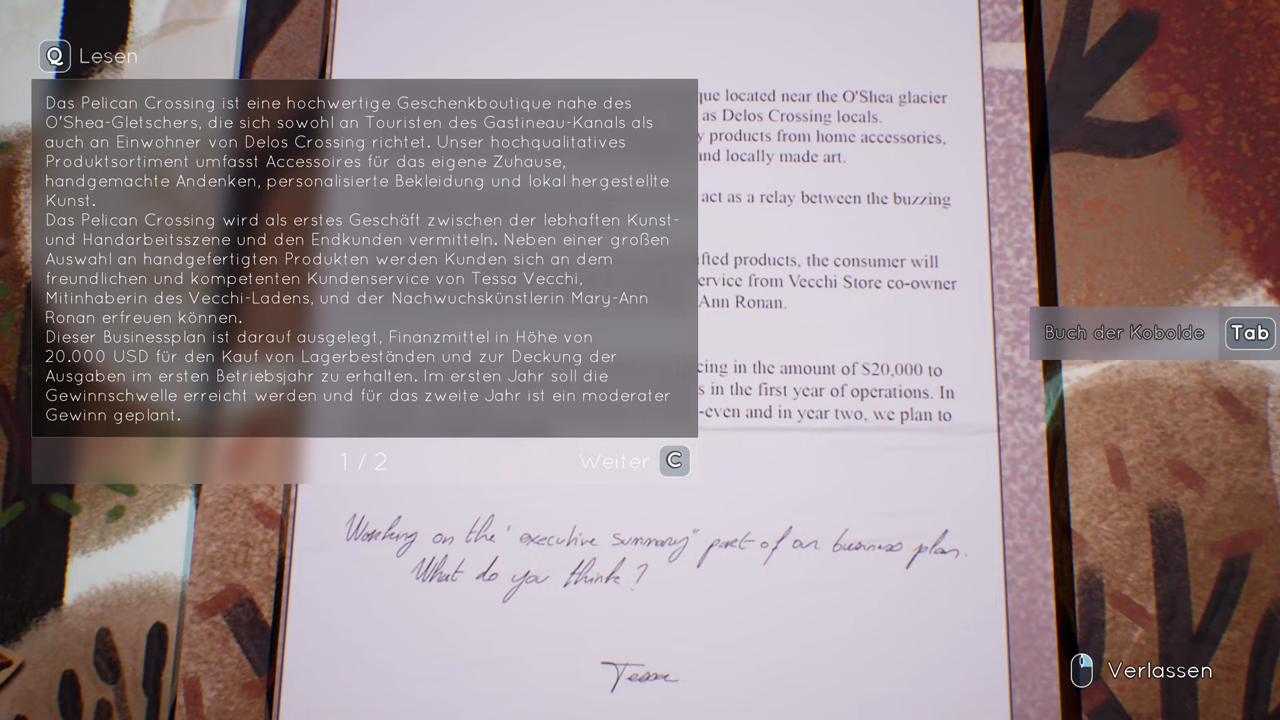 Q Lesen
Das Pelican Crossing ist eine hochwertige Geschenkboutique nahe des
O'Shea-Gletschers, die sich sowohl an Touristen des Gastineau-Kanals als
auch an Einwohner von Delos Crossing richtet. Unser hochqualitatives
Produktsortiment umfasst Accessoires für das eigene Zuhause,
handgemachte Andenken, personalisierte Bekleidung und lokal hergestellte
Kunst.
Das Pelican Crossing wird als erstes Geschäft zwischen der lebhaften Kunst-
und Handarbeitsszene und den Endkunden vermitteln. Neben einer großen
Auswahl an handgefertigten Produkten werden Kunden sich an dem
freundlichen und kompetenten Kundenservice von Tessa Vecchi,
Mitinhaberin des Vecchi-Ladens, und der Nachwuchskünstlerin Mary-Ann
Ronan erfreuen können.
Dieser Businessplan ist darauf ausgelegt, Finanzmittel in Höhe von
20.000 USD für den Kauf von Lagerbeständen und zur Deckung der
Ausgaben im ersten Betriebsjahr zu erhalten. Im ersten Jahr soll die
Gewinnschwelle erreicht werden und für das zweite Jahr ist ein moderater
Gewinn geplant.
1 / 2 Weiter C
que located near the O'Shea glacier
as Delos Crossing locals.
y products from home accessories,
and locally made art.
act as a relay between the buzzing
fted products, the consumer will
ervice from Vecchi Store co-owner
Ann Ronan.
cing in the amount of $20,000 to
s in the first year of operations. In
-even and in year two, we plan to
Working on the "executive summary" part of our business plan.
What do you think?
Tessa
Buch der Kobolde Tab
Verlassen